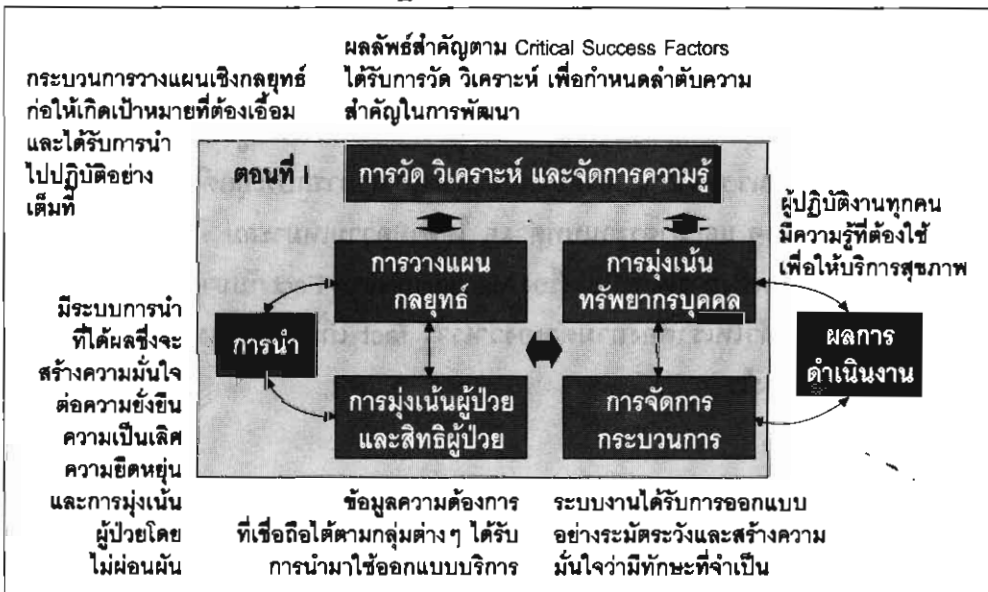 ผลลัพธ์สำคัญตาม Critical Success Factors
ได้รับการวัด วิเคราะห์ เพื่อกำหนดลำดับความ
สำคัญในการพัฒนา
กระบวนการวางแผนเชิงกลยุทธ์
ก่อให้เกิดเป้าหมายที่ต้องเอื้อม
และได้รับการนำ
ไปปฏิบัติอย่าง
เต็มที่
ตอนที่ I
การวัด วิเคราะห์ และจัดการความรู้
ผู้ปฏิบัติงานทุกคน
มีความรู้ที่ต้องใช้
เพื่อให้บริการสุขภาพ
การวางแผน
กลยุทธ์
การมุ่งเน้น
ทรัพยากรบุคคล
การนำ
ผลการ
ดำเนินงาน
การมุ่งเน้นผู้ป่วย
และสิทธิผู้ป่วย
การจัดการ
กระบวนการ
มีระบบการนำ
ที่ได้ผลซึ่งจะ
สร้างความมั่นใจ
ต่อความยั่งยืน
ความเป็นเลิศ
ความยืดหยุ่น
และการมุ่งเน้น
ผู้ป่วยโดย
ไม่ผ่อนผัน
ข้อมูลความต้องการ
ที่เชื่อถือได้ตามกลุ่มต่างๆ ได้รับ
การนำมาใช้ออกแบบบริการ
ระบบงานได้รับการออกแบบ
อย่างระมัดระวังและสร้างความ
มั่นใจว่ามีทักษะที่จำเป็น